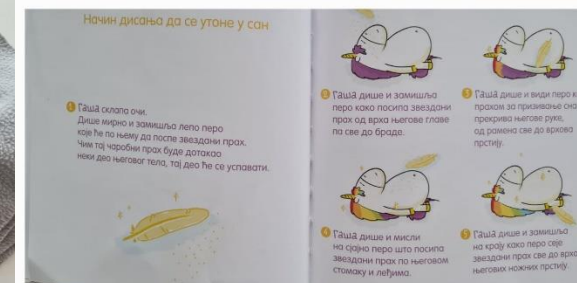 Начин дисања да се утоне у сан
1 Гаша склапа очи.
Дише мирно и замишља лепо перо
које ће по њему да поспе звездани прах.
Чим тај чаробни прах буде дотакао
неки део његовог тела, тај део ће се успавати.
2 Гаша дише и замишља
перо како посипа звездани
прах од врха његове главе
па све до браде.
3 Гаша дише и види перо
прахом за призивање
прекрива његове руке,
од рамена све до врхова
прстију.
4 Гаша дише и мисли
на сјајно перо што посипа
звездани прах по његовом
стомаку и леђима.
5 Гаша дише и замишља
на крају како перо сеје
звездани прах све до
његових ножних прстију.